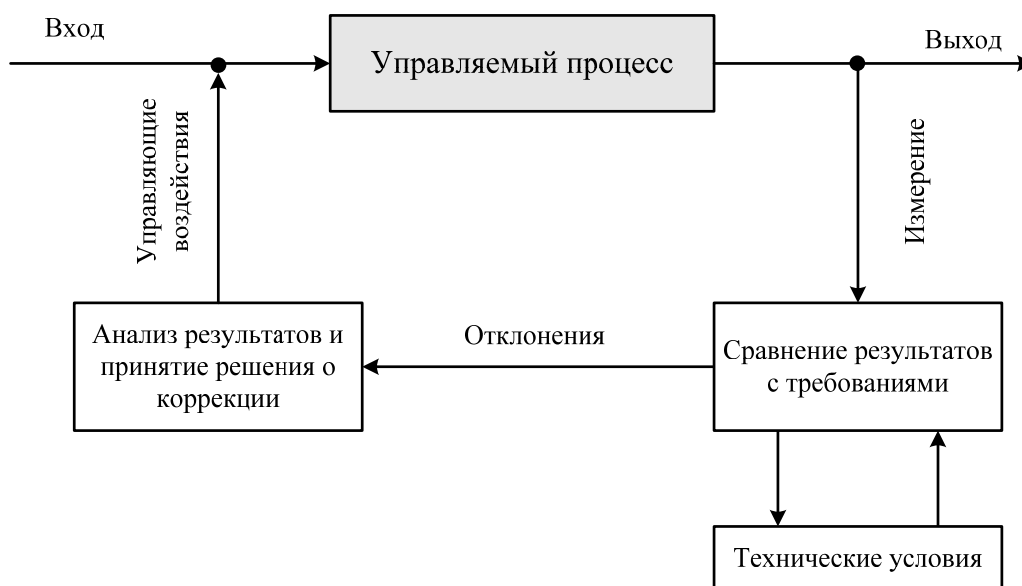 Вход
Управляемый процесс
Выход
Управляющие
воздействия
Измерение
Анализ результатов и
принятие решения о
коррекции
Отклонения
Сравнение результатов
с требованиями
Технические условия